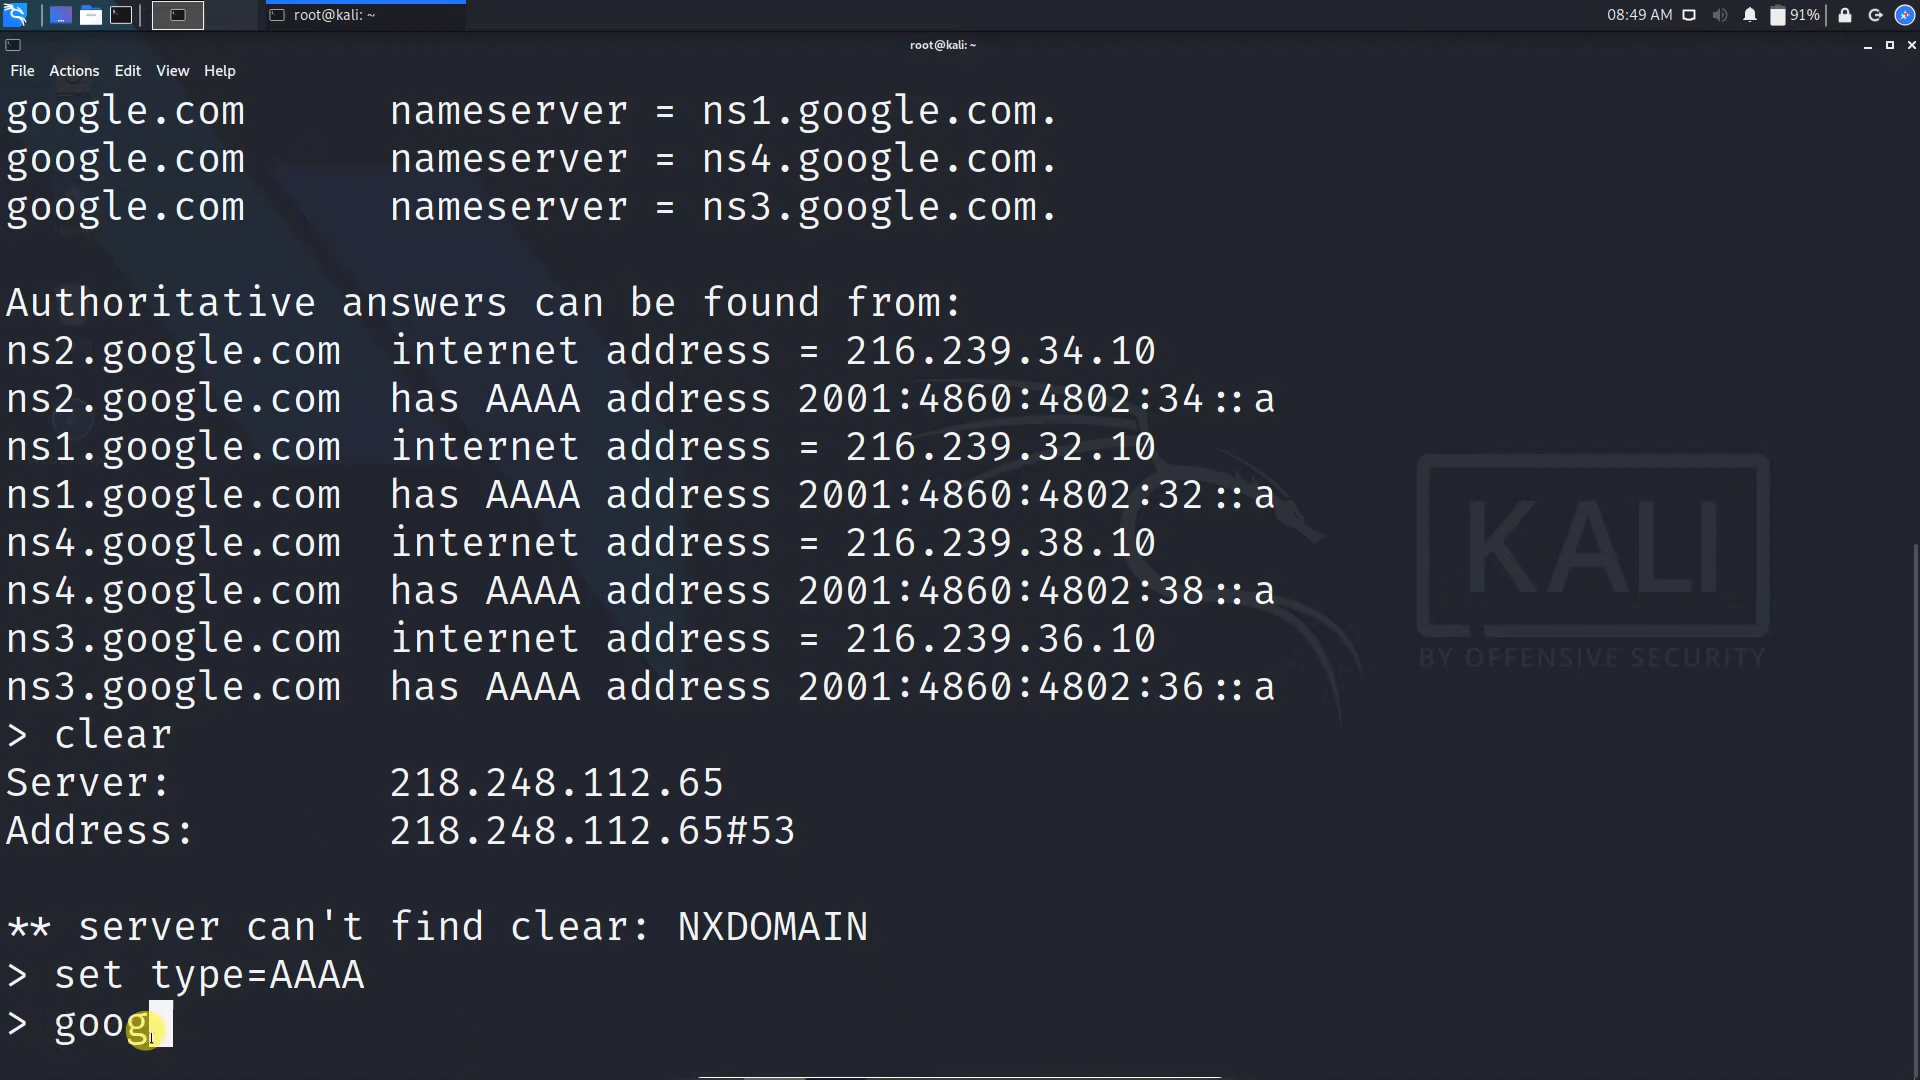 root@kali: ~
08:49 AM
91%
root@kali: ~
File Actions Edit View Help
google.com nameserver = ns1.google.com.
google.com nameserver = ns4.google.com.
google.com nameserver = ns3.google.com.
Authoritative answers can be found from:
ns2.google.com internet address = 216.239.34.10
ns2.google.com has AAAA address 2001:4860:4802:34::a
ns1.google.com internet address = 216.239.32.10
ns1.google.com has AAAA address 2001:4860:4802:32::a
ns4.google.com internet address = 216.239.38.10
ns4.google.com has AAAA address 2001:4860:4802:38::a
ns3.google.com internet address = 216.239.36.10
ns3.google.com has AAAA address 2001:4860:4802:36::a
> clear
Server: 218.248.112.65
Address: 218.248.112.65#53
** server can't find clear: NXDOMAIN
> set type=AAAA
> goog
KALI
BY OFFENSIVE SECURITY